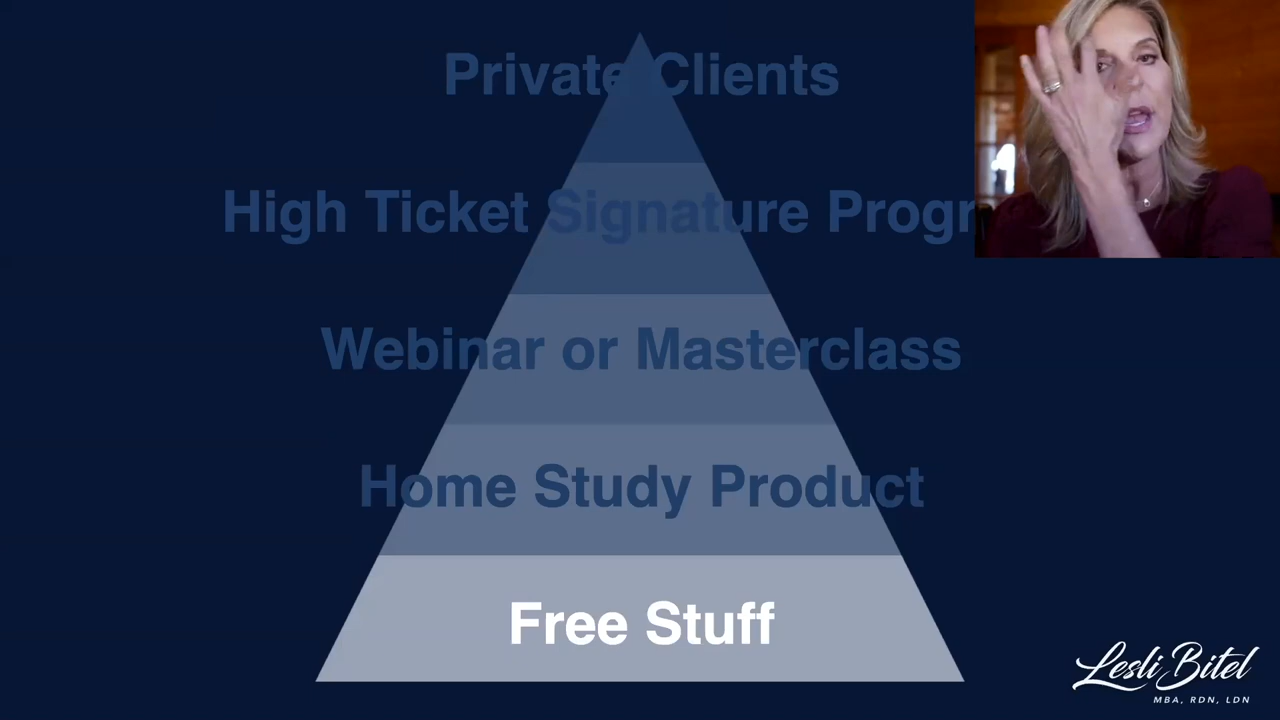 Private Clients
High Ticket Signature Progr
Webinar or Masterclass
Home Study Product
Free Stuff
Lesli Bitel
MBA, RDN, LDN